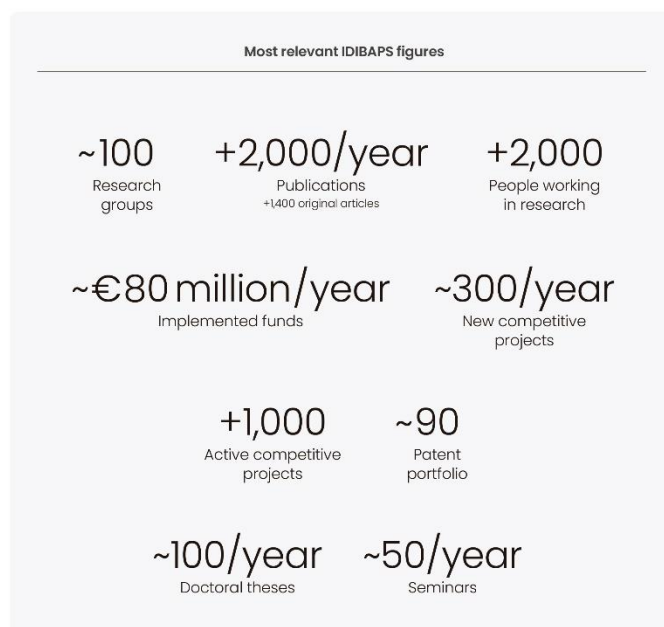 Most relevant IDIBAPS figures
~100
Research
groups
+2,000/year
Publications
+1,400 original articles
+2,000
People working
in research
~€80 million/year
Implemented funds
~300/year
New competitive
projects
+1,000
Active competitive
projects
~90
Patent
portfolio
~100/year
Doctoral theses
~50/year
Seminars